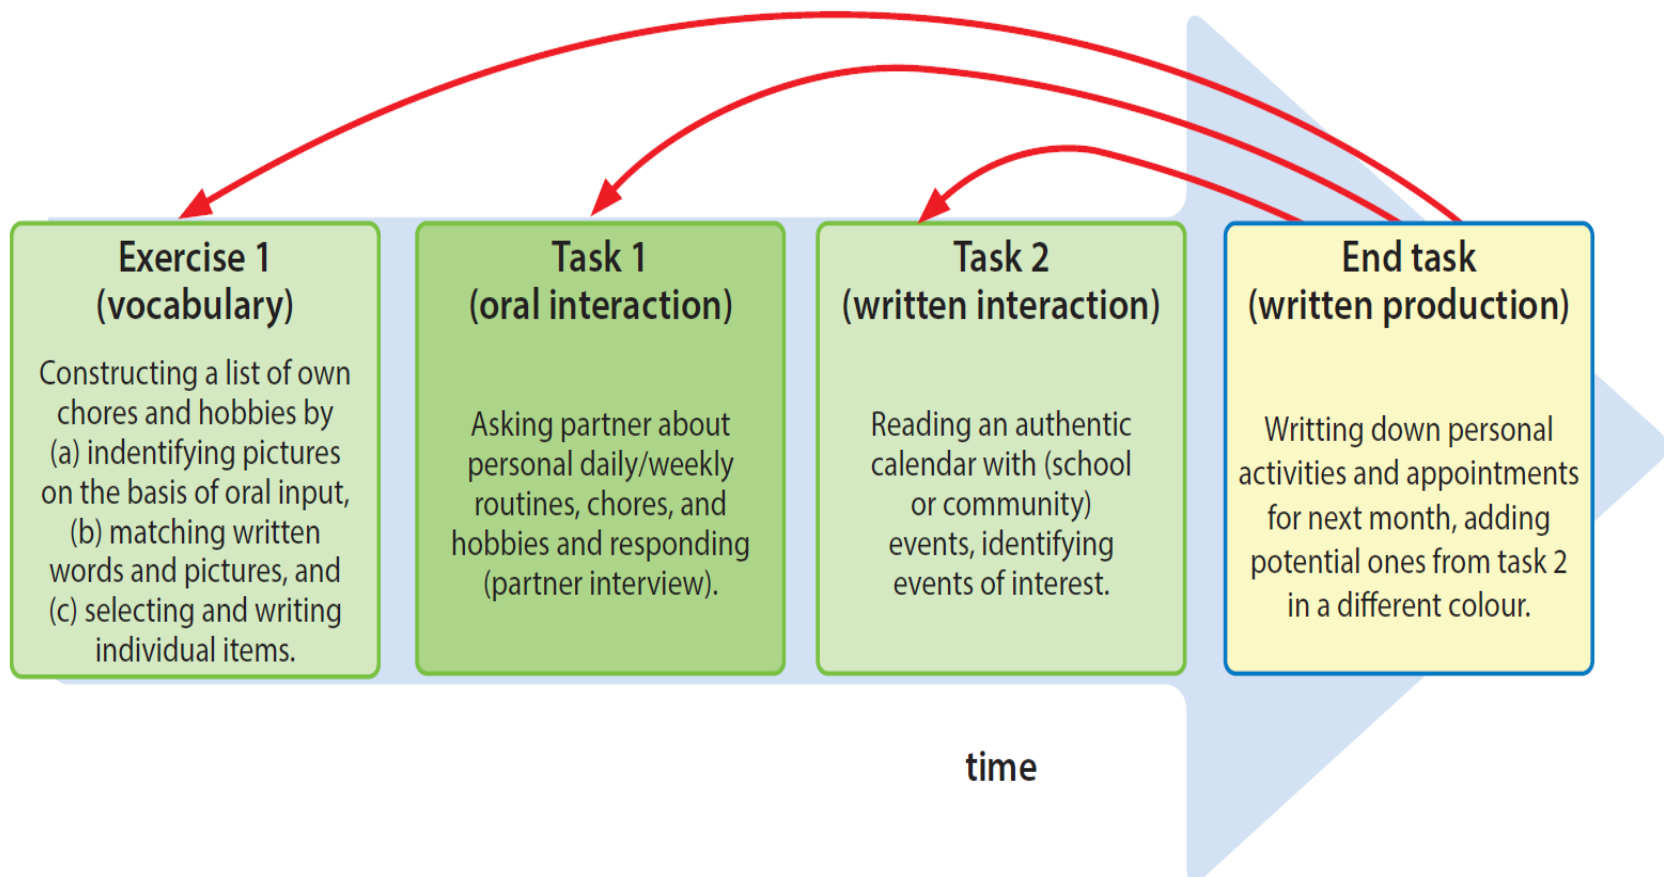 Exercise 1
(vocabulary)
Constructing a list of own
chores and hobbies by
(a) indentifying pictures
on the basis of oral input,
(b) matching written
words and pictures, and
(c) selecting and writing
individual items.
Task 1
(oral interaction)
Asking partner about
personal daily/weekly
routines, chores, and
hobbies and responding
(partner interview).
Task 2
(written interaction)
Reading an authentic
calendar with (school
or community)
events, identifying
events of interest.
End task
(written production)
Writting down personal
activities and appointments
for next month, adding
potential ones from task 2
in a different colour.
time